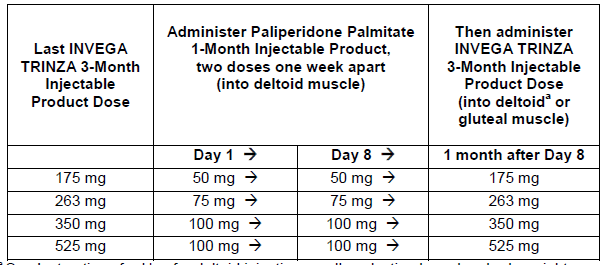 Last INVEGA
TRINZA 3-Month
Injectable
Product Dose
Administer Paliperidone Palmitate
1-Month Injectable Product,
two doses one week apart
(into deltoid muscle)
Then administer
INVEGA TRINZA
3-Month Injectable
Product Dose
(into deltoidᵃ or
gluteal muscle)
Day 1 → Day 8 → 1 month after Day 8
175 mg 50 mg → 50 mg → 175 mg
263 mg 75 mg → 75 mg → 263 mg
350 mg 100 mg → 100 mg → 350 mg
525 mg 100 mg → 100 mg → 525 mg